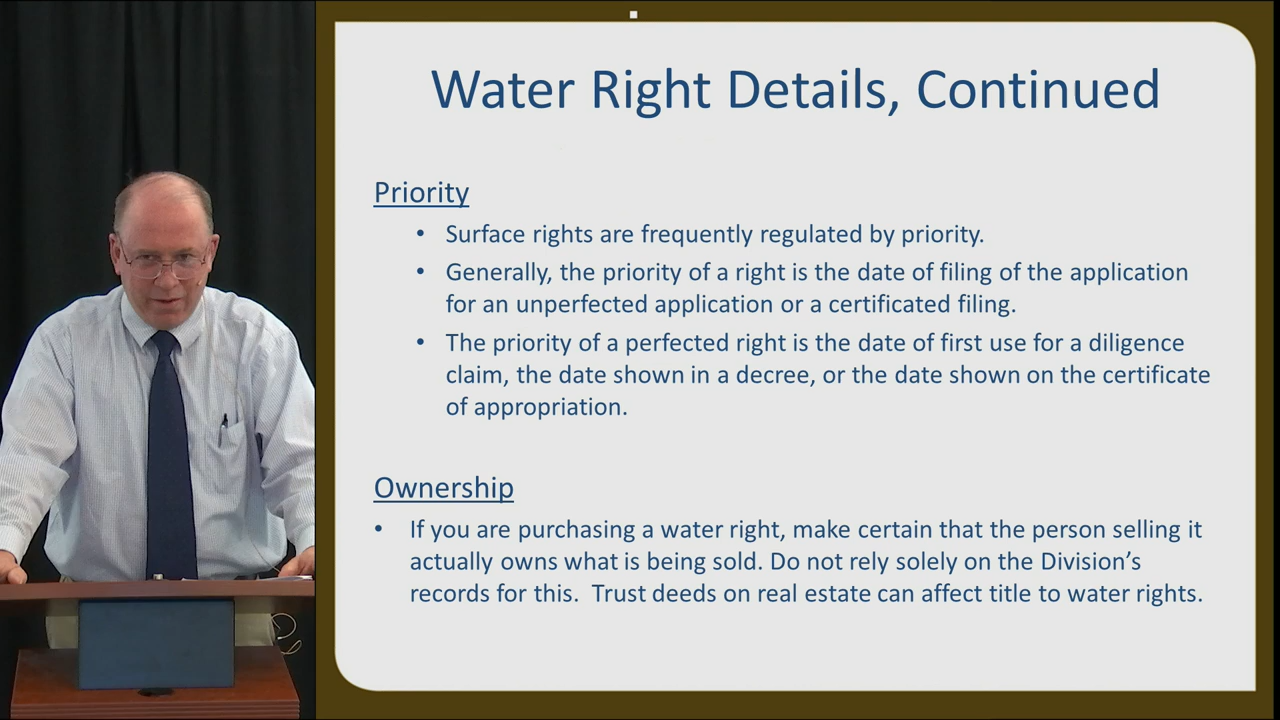 Water Right Details, Continued
Priority
• Surface rights are frequently regulated by priority.
• Generally, the priority of a right is the date of filing of the application
for an unperfected application or a certificated filing.
• The priority of a perfected right is the date of first use for a diligence
claim, the date shown in a decree, or the date shown on the certificate
of appropriation.
Ownership
• If you are purchasing a water right, make certain that the person selling it
actually owns what is being sold. Do not rely solely on the Division’s
records for this.  Trust deeds on real estate can affect title to water rights.